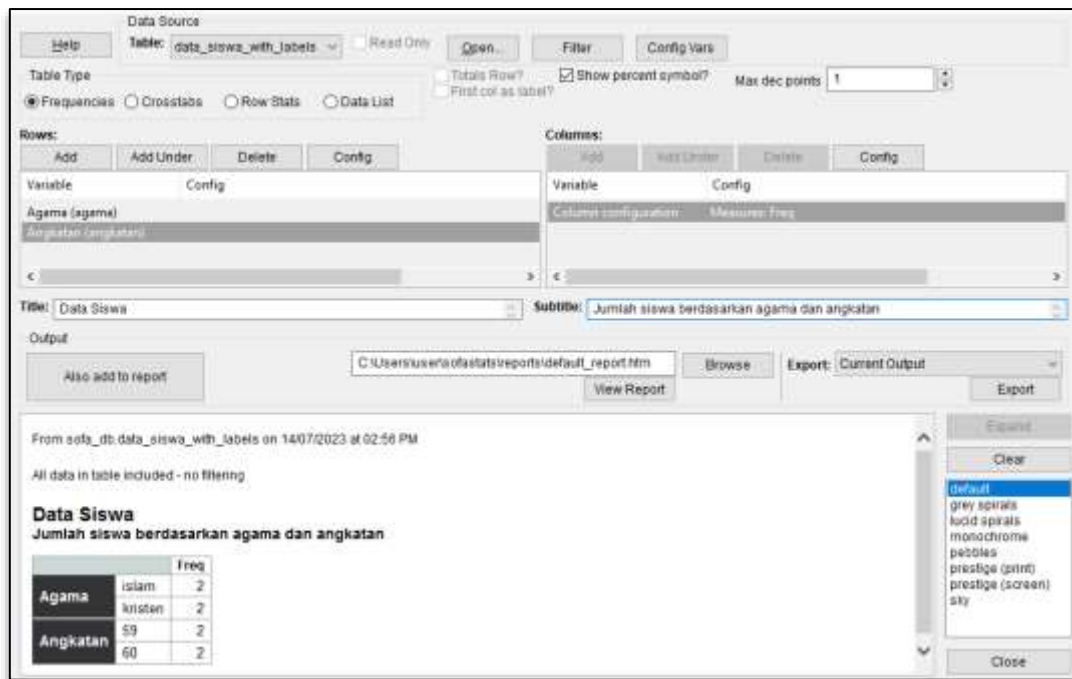 Data Source
Help Table: data_siswa_with_labels Read Only Open... Filter Config Vars
Table Type
Totals Row? Show percent symbol? Max dec points 1
First col as label?
Frequencies Crosstabs Row Stats Data List
Rows: Columns:
Add Add Under Delete Config Add Add Under Delete Config
Variable Config Variable Config
Agama (agama) Column configuration Measures: Freq
Angkatan (angkatan)
Title: Data Siswa Subtitle: Jumlah siswa berdasarkan agama dan angkatan
Output
Also add to report C:\Users\user\sofastats\reports\default_report.htm Browse Export: Current Output
View Report Export
From sofa_db.data_siswa_with_labels on 14/07/2023 at 02:56 PM
All data in table included - no filtering
Data Siswa
Jumlah siswa berdasarkan agama dan angkatan
Freq
Agama islam 2
kristen 2
Angkatan 59 2
60 2
Expand
Clear
default
grey spirals
lucid spirals
monochrome
pebbles
prestige (print)
prestige (screen)
sky
Close